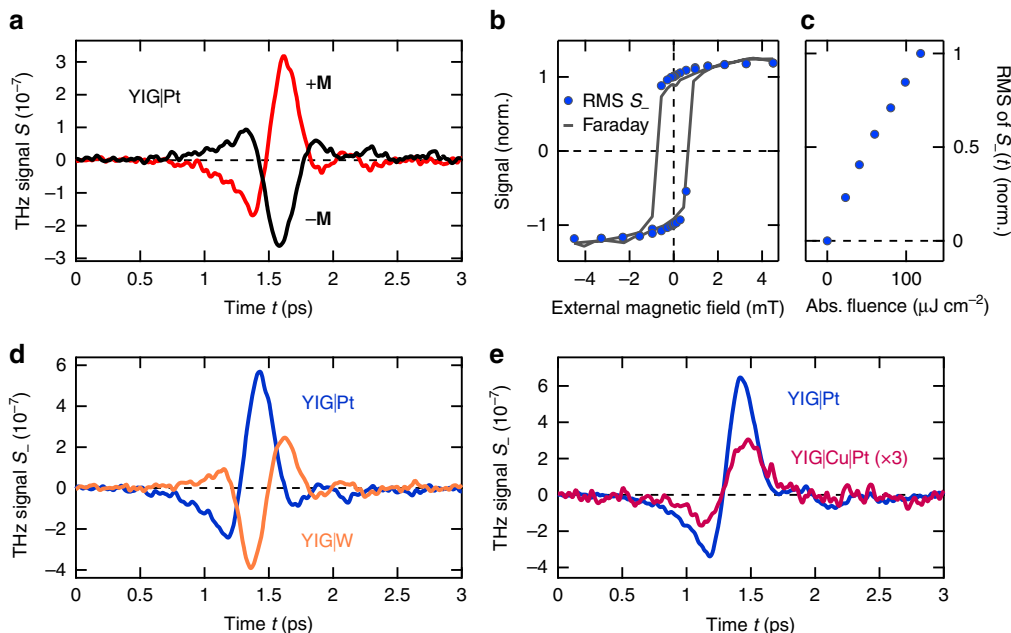 a
THz signal S (10⁻⁷)
3
2
1
0
−1
−2
−3
YIG|Pt
+M
−M
0 0.5 1 1.5 2 2.5 3
Time t (ps)
b
Signal (norm.)
1
0
−1
RMS S_
Faraday
−4 −2 0 2 4
External magnetic field (mT)
c
1
0.5
0
RMS of S_(t) (norm.)
0 100
Abs. fluence (μJ cm⁻²)
d
THz signal S_ (10⁻⁷)
6
4
2
0
−2
−4
YIG|Pt
YIG|W
0 0.5 1 1.5 2 2.5 3
Time t (ps)
e
THz signal S_ (10⁻⁷)
6
4
2
0
−2
−4
YIG|Pt
YIG|Cu|Pt (×3)
0 0.5 1 1.5 2 2.5 3
Time t (ps)